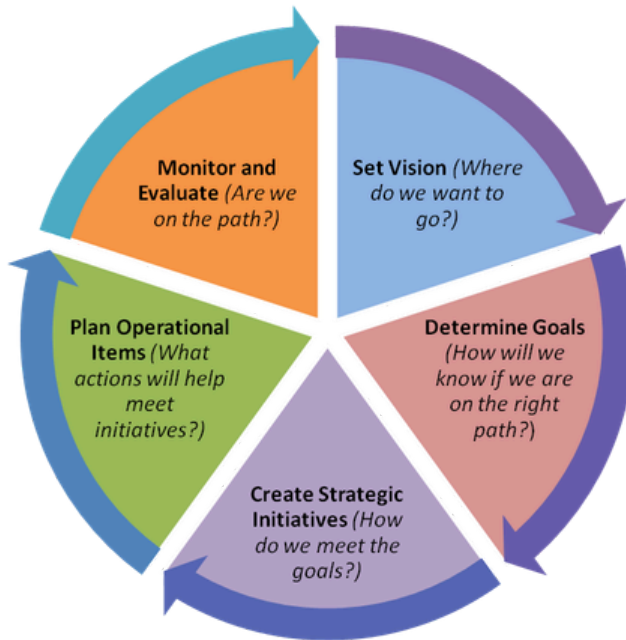 Set Vision (Where
do we want to
go?)
Determine Goals
(How will we
know if we are
on the right
path?)
Create Strategic
Initiatives (How
do we meet the
goals?)
Plan Operational
Items (What
actions will help
meet
initiatives?)
Monitor and
Evaluate (Are we
on the path?)